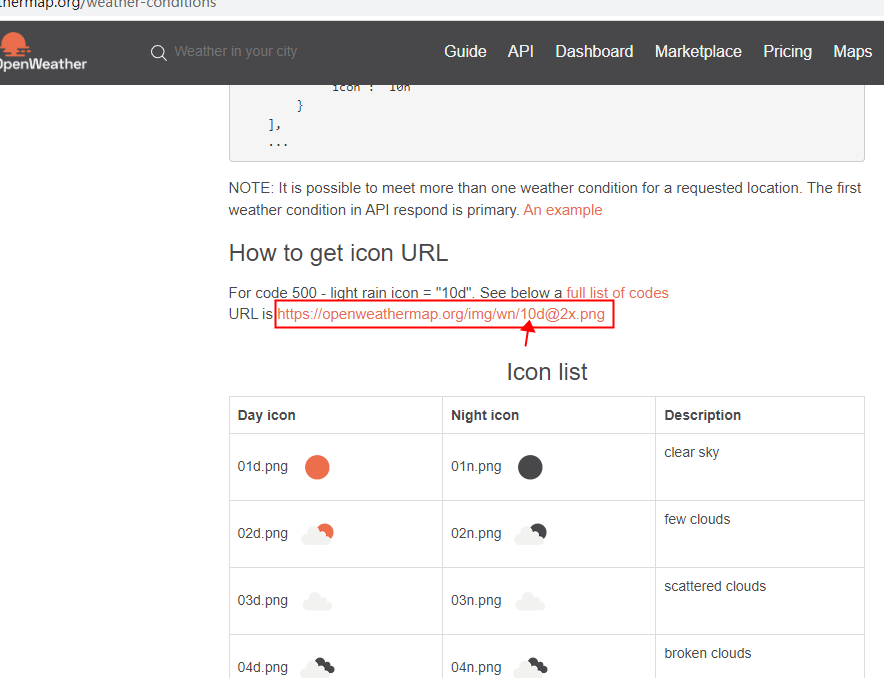 thermap.org/weather-conditions
OpenWeather
Weather in your city
Guide API Dashboard Marketplace Pricing Maps
icon": "10n"
}
],
...
NOTE: It is possible to meet more than one weather condition for a requested location. The first
weather condition in API respond is primary. An example
How to get icon URL
For code 500 - light rain icon = "10d". See below a full list of codes
URL is https://openweathermap.org/img/wn/10d@2x.png
Icon list
Day icon Night icon Description
01d.png 01n.png clear sky
02d.png 02n.png few clouds
03d.png 03n.png scattered clouds
04d.png 04n.png broken clouds